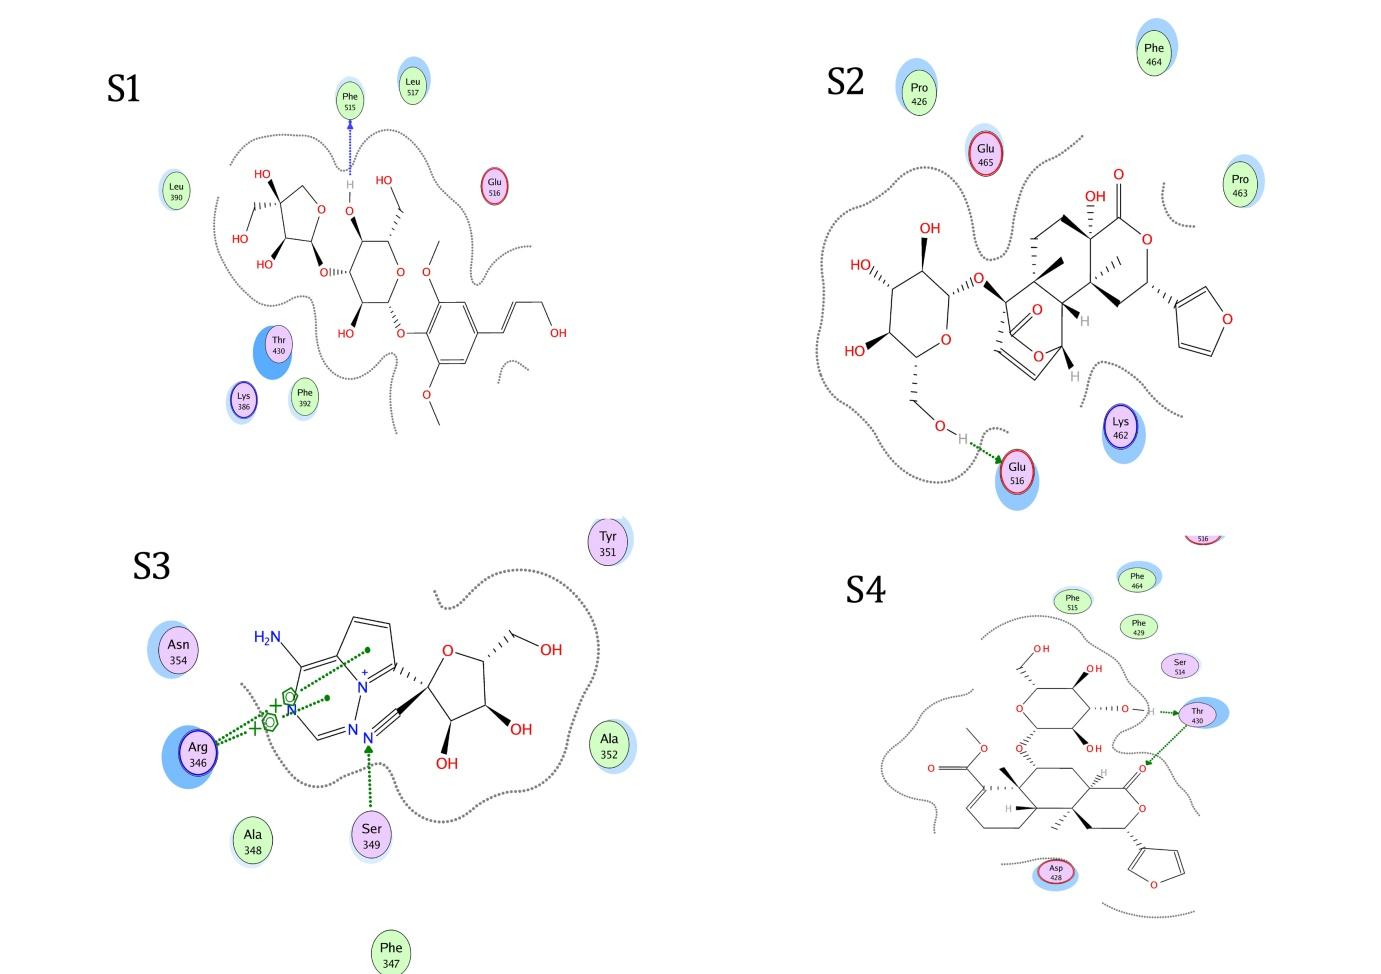 S1
Phe
515
Leu
517
Leu
390
Glu
516
Thr
430
Lys
386
Phe
392
HO
HO
HO
O
O
H
O
HO
O
O
HO
O
O
OH
S2
Pro
426
Phe
464
Glu
465
Pro
463
Lys
462
Glu
516
OH
HO
HO
O
O
O
H
O
O
H
H
OH
O
O
O
S3
Tyr
351
Asn
354
Arg
346
Ala
348
Ser
349
Ala
352
Phe
347
H₂N
N
N
N
+
N
O
OH
OH
OH
S4
516
Phe
464
Phe
515
Phe
429
Ser
514
Thr
430
Asp
428
OH
OH
O
O
H
OH
O
O
O
H
H
O
O
O